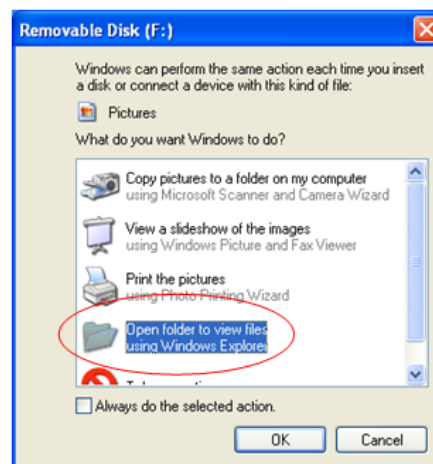 Removable Disk (F:)
Windows can perform the same action each time you insert
a disk or connect a device with this kind of file:
Pictures
What do you want Windows to do?
Copy pictures to a folder on my computer
using Microsoft Scanner and Camera Wizard
View a slideshow of the images
using Windows Picture and Fax Viewer
Print the pictures
using Photo Printing Wizard
Open folder to view files
using Windows Explorer
Always do the selected action.
OK
Cancel